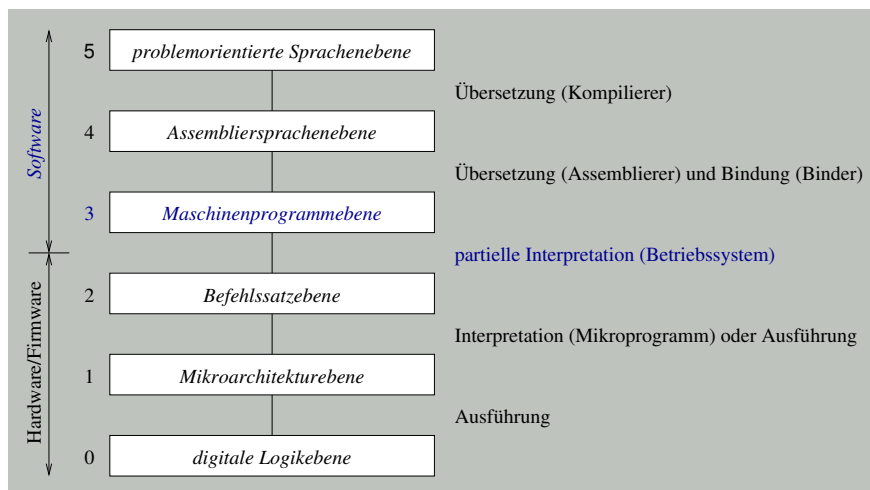 5 problemorientierte Sprachenebene
Übersetzung (Kompilierer)
4 Assembliersprachenebene
Übersetzung (Assemblierer) und Bindung (Binder)
3 Maschinenprogrammebene
partielle Interpretation (Betriebssystem)
2 Befehlssatzebene
Interpretation (Mikroprogramm) oder Ausführung
1 Mikroarchitekturebene
Ausführung
0 digitale Logikebene
Software
Hardware/Firmware